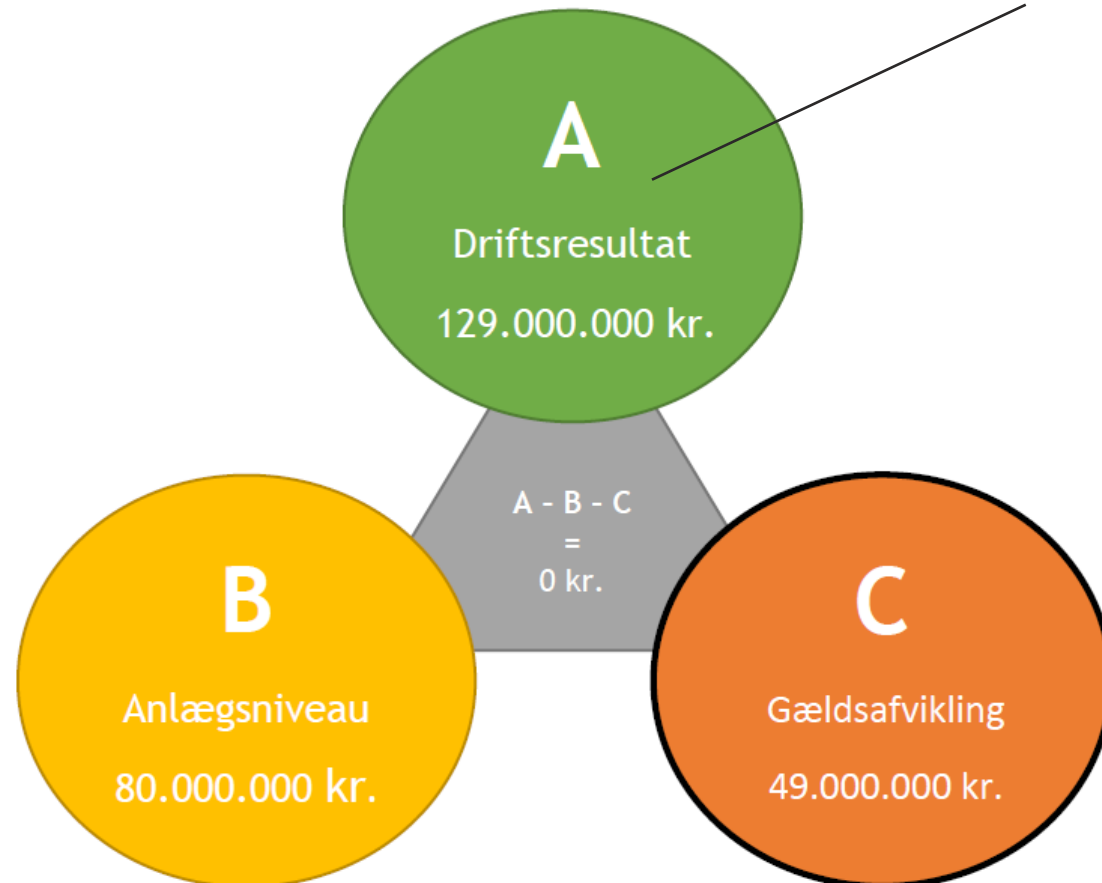 A
Driftsresultat
129.000.000 kr.
A - B - C
=
0 kr.
B
Anlægsniveau
80.000.000 kr.
C
Gældsafvikling
49.000.000 kr.